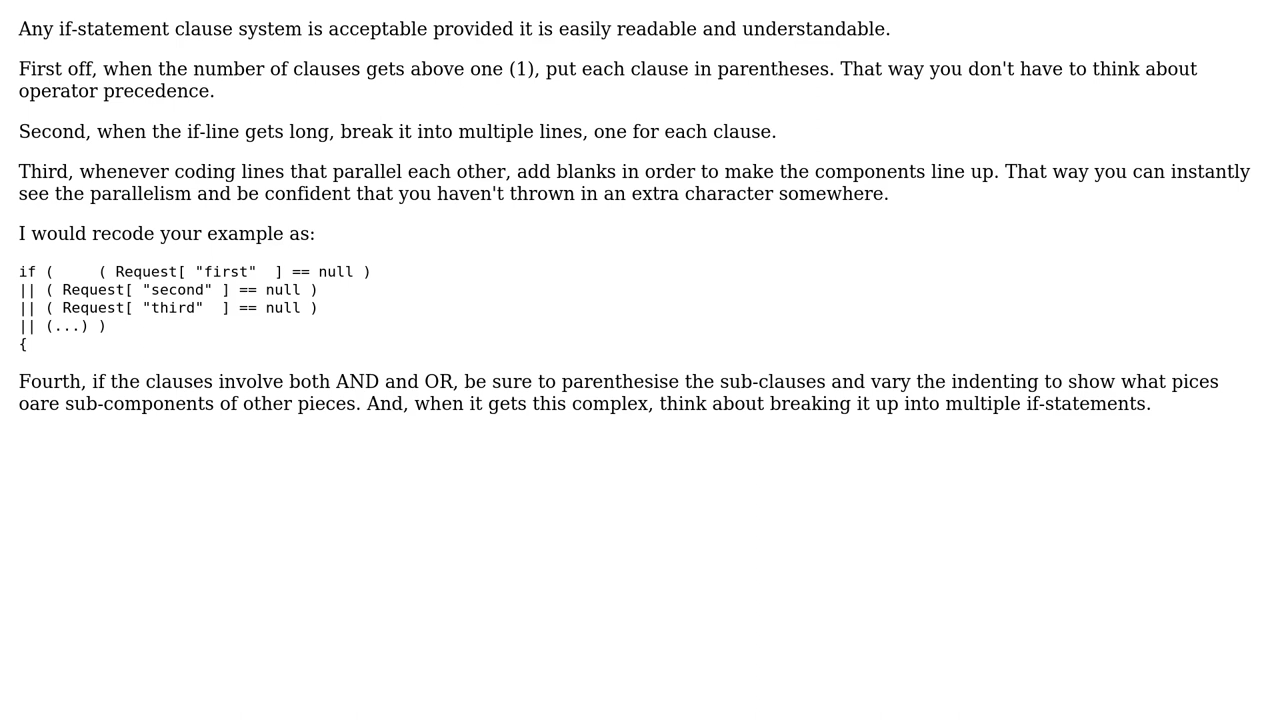 Any if-statement clause system is acceptable provided it is easily readable and understandable.
First off, when the number of clauses gets above one (1), put each clause in parentheses. That way you don't have to think about
operator precedence.
Second, when the if-line gets long, break it into multiple lines, one for each clause.
Third, whenever coding lines that parallel each other, add blanks in order to make the components line up. That way you can instantly
see the parallelism and be confident that you haven't thrown in an extra character somewhere.
I would recode your example as:
if (     ( Request[ "first"  ] == null )
|| ( Request[ "second" ] == null )
|| ( Request[ "third"  ] == null )
|| (...) )
{
Fourth, if the clauses involve both AND and OR, be sure to parenthesise the sub-clauses and vary the indenting to show what pices
oare sub-components of other pieces. And, when it gets this complex, think about breaking it up into multiple if-statements.